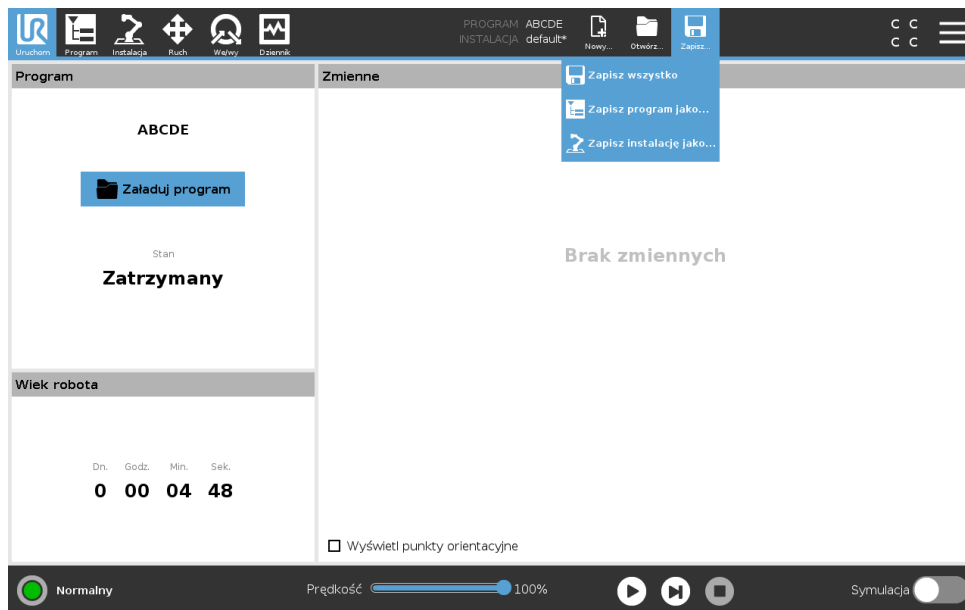 PROGRAM ABCDE
INSTALACJA default*
Uruchom Program Instalacja Ruch We/wy Dziennik Nowy... Otwórz... Zapisz...
C C
C C
Program
Zmienne
Zapisz wszystko
Zapisz program jako...
Zapisz instalację jako...
ABCDE
Załaduj program
Stan
Zatrzymany
Brak zmiennych
Wiek robota
Dn. Godz. Min. Sek.
0 00 04 48
Wyświetl punkty orientacyjne
Normalny
Prędkość 100%
Symulacja